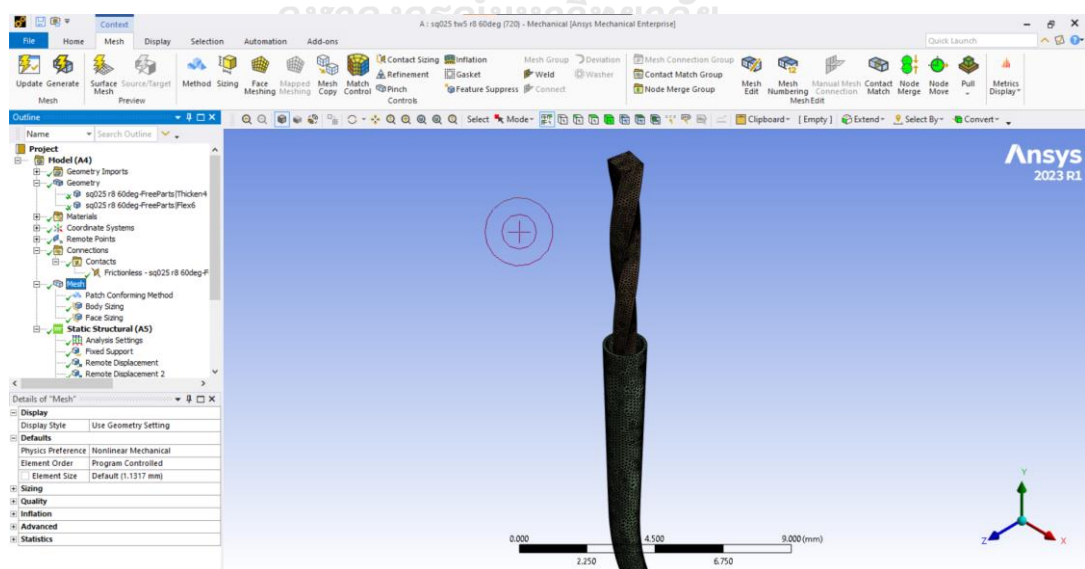 A : sq025 tw5 r8 60deg (720) - Mechanical [Ansys Mechanical Enterprise]
Context
File Home Mesh Display Selection Automation Add-ons
Quick Launch
Update Generate
Surface Mesh Source/Target
Method Sizing
Face Meshing Mapped Meshing Mesh Copy Match Control
Contact Sizing Inflation
Refinement Gasket
Pinch Feature Suppress
Mesh Group Deviation
Weld Washer
Connect
Mesh Connection Group
Contact Match Group
Node Merge Group
Mesh Edit Mesh Numbering Manual Mesh Connection Contact Match Node Merge Node Move Pull
Metrics Display
Mesh Preview Controls Mesh Edit
Outline
Select Mode Clipboard [Empty] Extend Select By Convert
Name Search Outline
Project
Model (A4)
Geometry Imports
Geometry
sq025 r8 60deg-FreeParts|Thicken4
sq025 r8 60deg-FreeParts|Flex6
Materials
Coordinate Systems
Remote Points
Connections
Contacts
Frictionless - sq025 r8 60deg-F
Mesh
Patch Conforming Method
Body Sizing
Face Sizing
Static Structural (A5)
Analysis Settings
Fixed Support
Remote Displacement
Remote Displacement 2
Details of "Mesh"
Display
Display Style Use Geometry Setting
Defaults
Physics Preference Nonlinear Mechanical
Element Order Program Controlled
Element Size Default (1.1317 mm)
Sizing
Quality
Inflation
Advanced
Statistics
Ansys
2023 R1
0.000 4.500 9.000 (mm)
2.250 6.750
Y
Z X